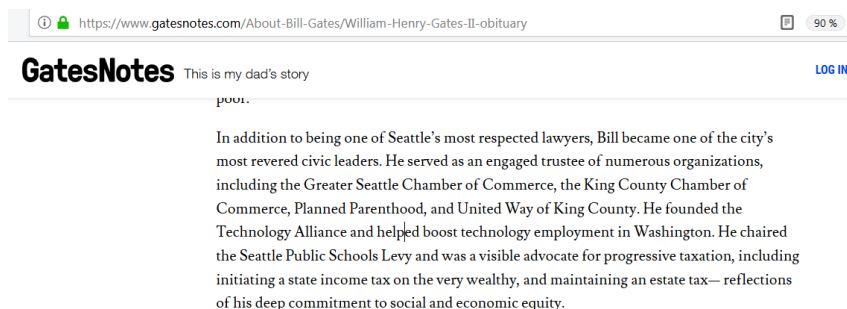 https://www.gatesnotes.com/About-Bill-Gates/William-Henry-Gates-II-obituary
90 %
GatesNotes This is my dad's story
LOG IN
poor.
In addition to being one of Seattle's most respected lawyers, Bill became one of the city's
most revered civic leaders. He served as an engaged trustee of numerous organizations,
including the Greater Seattle Chamber of Commerce, the King County Chamber of
Commerce, Planned Parenthood, and United Way of King County. He founded the
Technology Alliance and helped boost technology employment in Washington. He chaired
the Seattle Public Schools Levy and was a visible advocate for progressive taxation, including
initiating a state income tax on the very wealthy, and maintaining an estate tax— reflections
of his deep commitment to social and economic equity.